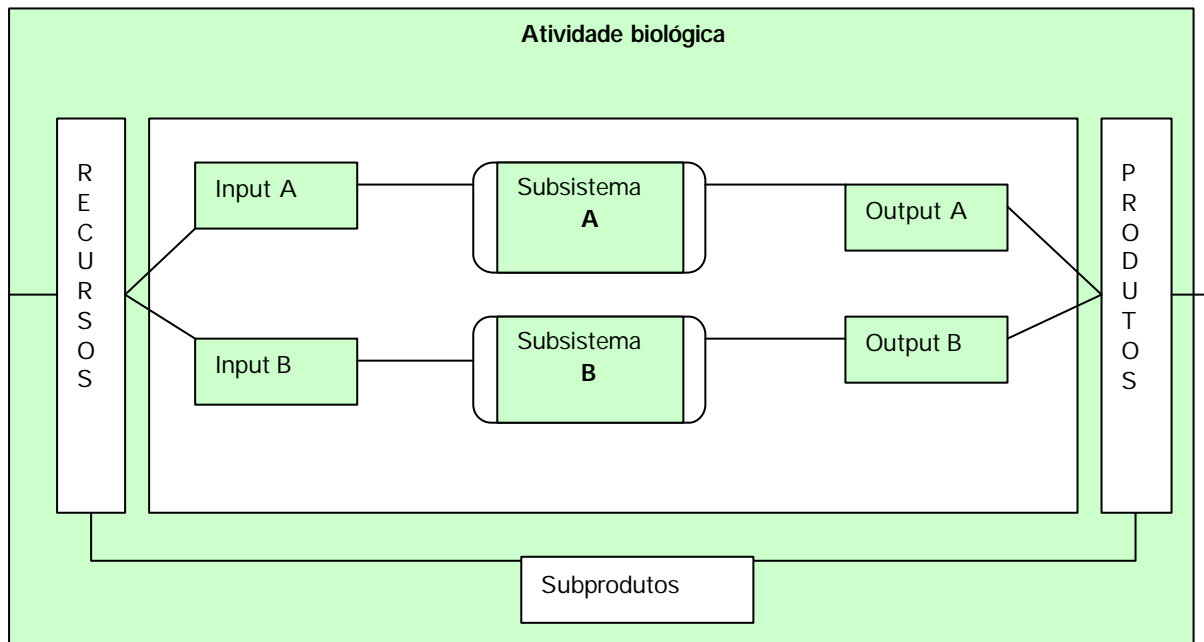 Atividade biológica
R
E
C
U
R
S
O
S
Input A
Subsistema
A
Output A
Input B
Subsistema
B
Output B
P
R
O
D
U
T
O
S
Subprodutos